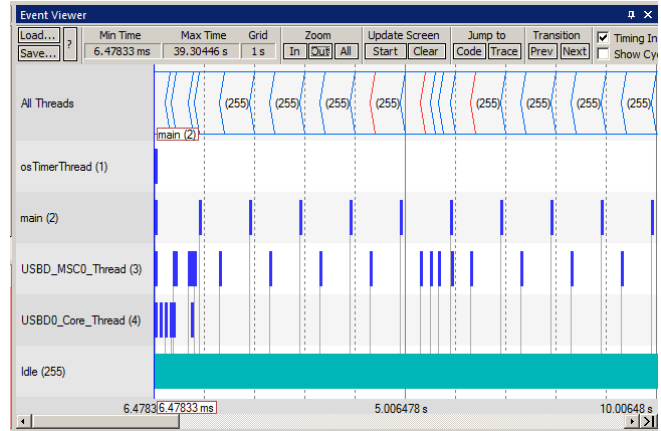 Event Viewer
Load... Save... ? Min Time Max Time Grid Zoom Update Screen Jump to Transition Timing In
6.47833 ms 39.30446 s 1 s In Out All Start Clear Code Trace Prev Next Show Cy
All Threads (255) (255) (255) (255) (255) (255) (255) (255)
main (2)
osTimerThread (1)
main (2)
USBD_MSC0_Thread (3)
USBD0_Core_Thread (4)
Idle (255)
6.4783 6.47833 ms 5.006478 s 10.00648 s